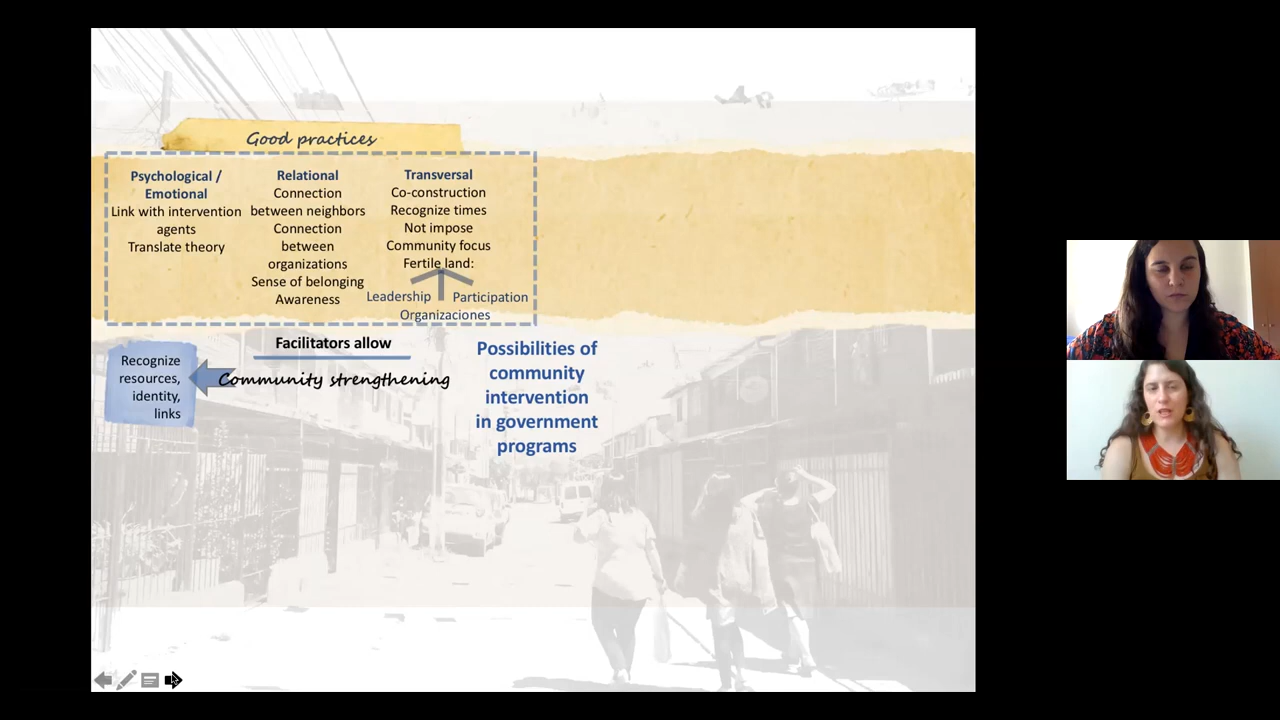 Good practices
Psychological /
Emotional
Link with intervention
agents
Translate theory
Relational
Connection
between neighbors
Connection
between
organizations
Sense of belonging
Awareness
Transversal
Co-construction
Recognize times
Not impose
Community focus
Fertile land:
Leadership
Participation
Organizaciones
Facilitators allow
Community strengthening
Recognize
resources,
identity,
links
Possibilities of
community
intervention
in government
programs